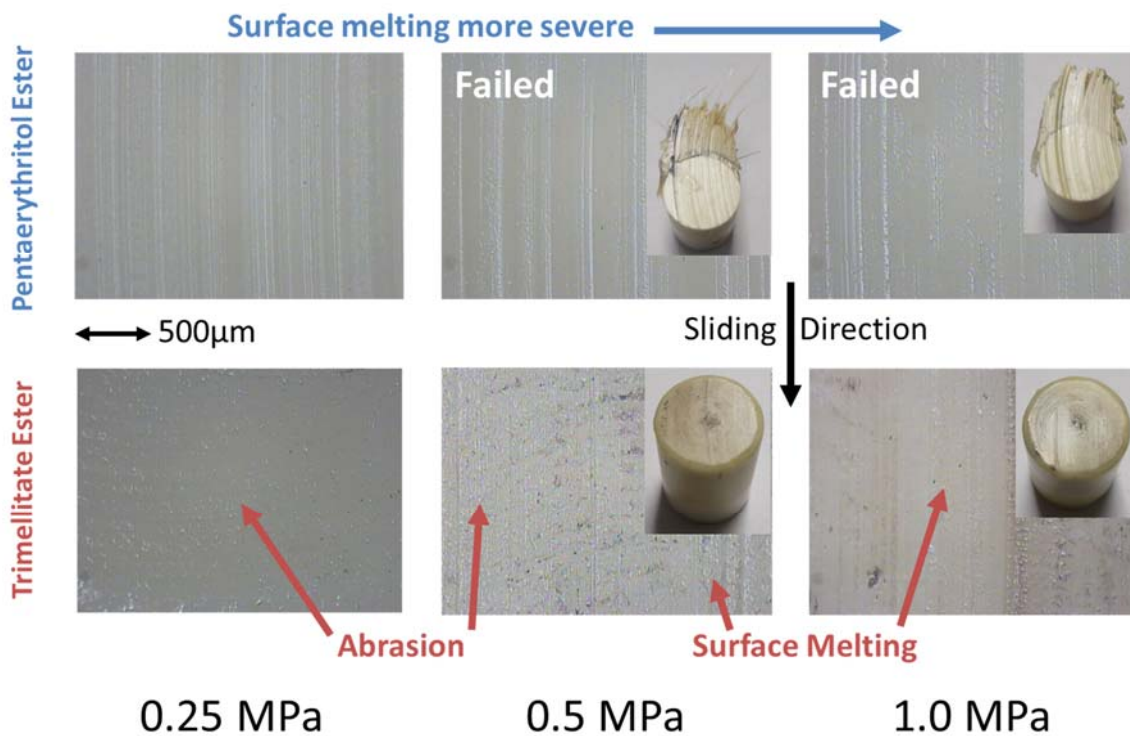 Surface melting more severe
Pentaerythritol Ester
Failed
Failed
500µm
Sliding Direction
Trimellitate Ester
Abrasion
Surface Melting
0.25 MPa
0.5 MPa
1.0 MPa